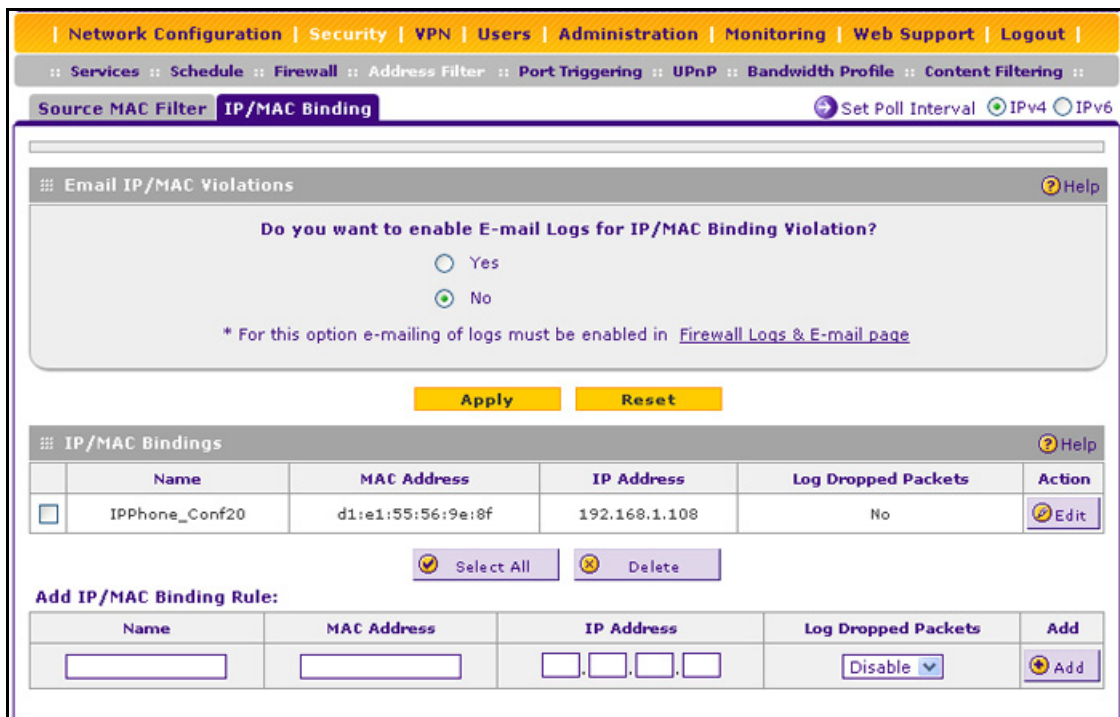 | Network Configuration | Security | VPN | Users | Administration | Monitoring | Web Support | Logout |
:: Services :: Schedule :: Firewall :: Address Filter :: Port Triggering :: UPnP :: Bandwidth Profile :: Content Filtering ::
Source MAC Filter IP/MAC Binding Set Poll Interval IPv4 IPv6
Email IP/MAC Violations Help
Do you want to enable E-mail Logs for IP/MAC Binding Violation?
Yes
No
* For this option e-mailing of logs must be enabled in Firewall Logs & E-mail page
Apply Reset
IP/MAC Bindings Help
Name MAC Address IP Address Log Dropped Packets Action
IPPhone_Conf20 d1:e1:55:56:9e:8f 192.168.1.108 No Edit
Select All Delete
Add IP/MAC Binding Rule:
Name MAC Address IP Address Log Dropped Packets Add
. . . Disable Add